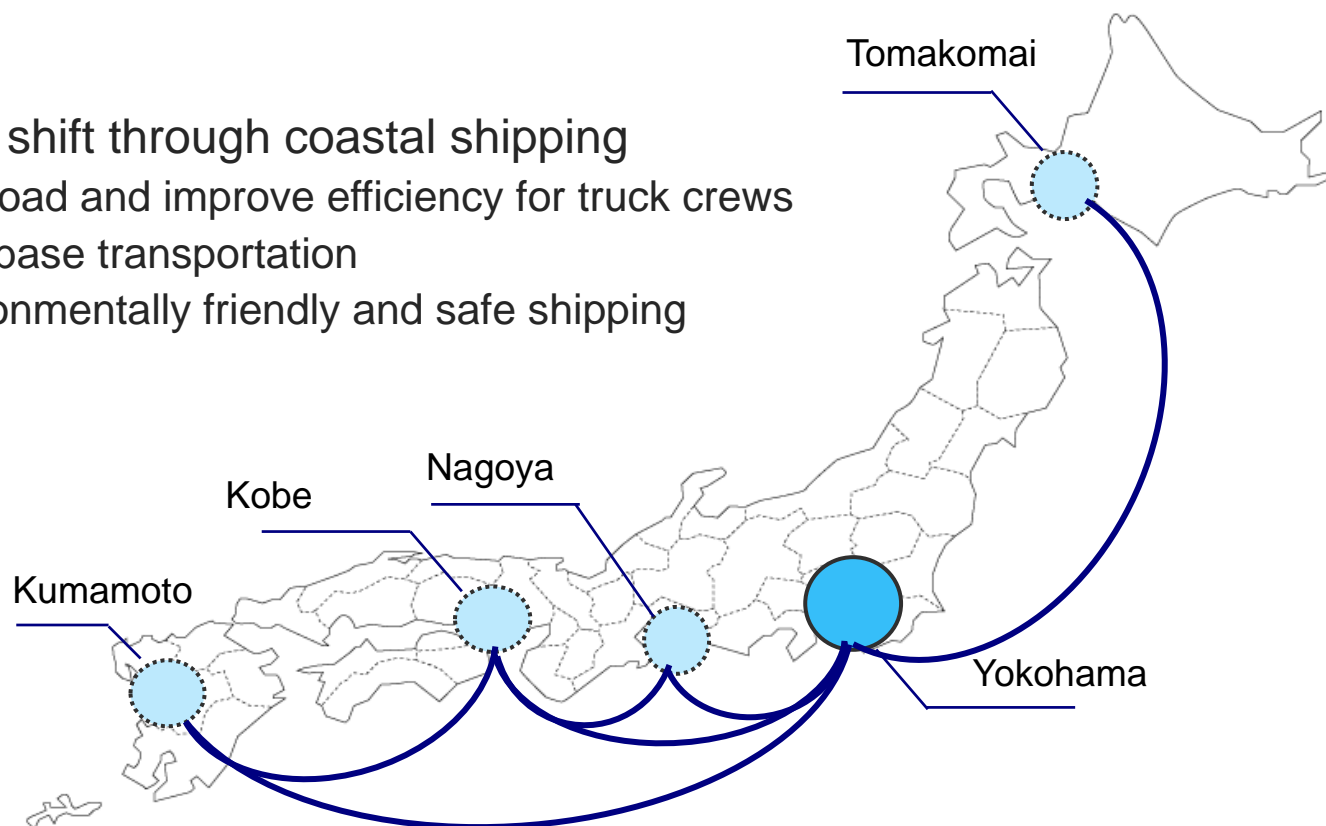 shift through coastal shipping
oad and improve efficiency for truck crews
base transportation
onmentally friendly and safe shipping
Tomakomai
Nagoya
Kobe
Kumamoto
Yokohama